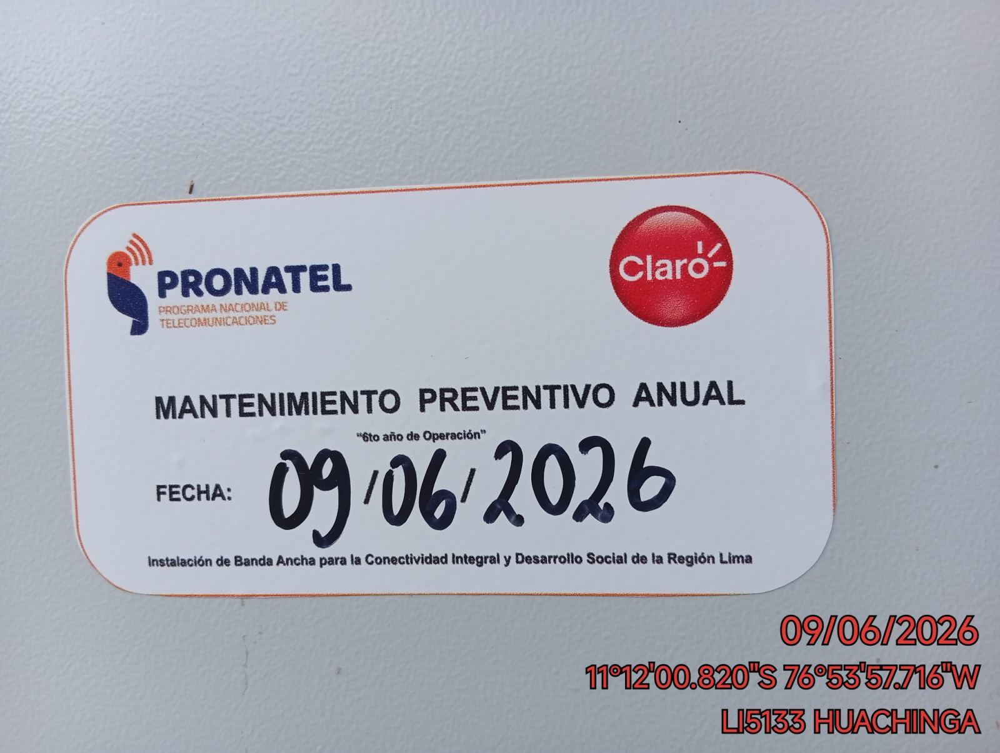 PRONATEL
PROGRAMA NACIONAL DE
TELECOMUNICACIONES
Claro
MANTENIMIENTO PREVENTIVO ANUAL
"6to año de Operación"
FECHA: 09/06/2026
Instalación de Banda Ancha para la Conectividad Integral y Desarrollo Social de la Región Lima
09/06/2026
11°12'00.820"S 76°53'57.716"W
LI5133 HUACHINGA